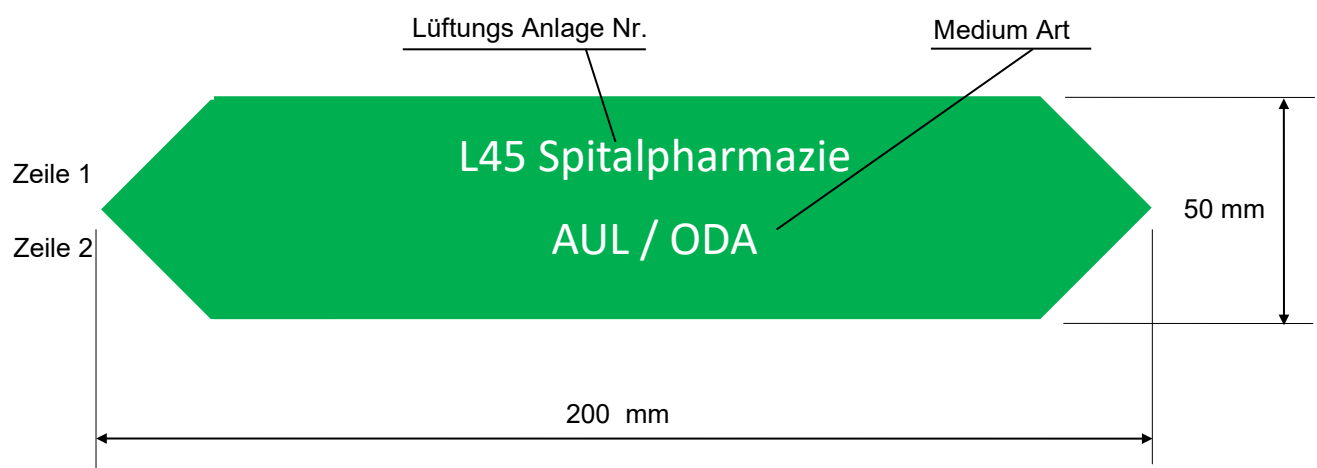 Lüftungs Anlage Nr.
Medium Art
L45 Spitalpharmazie
Zeile 1
50 mm
AUL / ODA
Zeile 2
200 mm